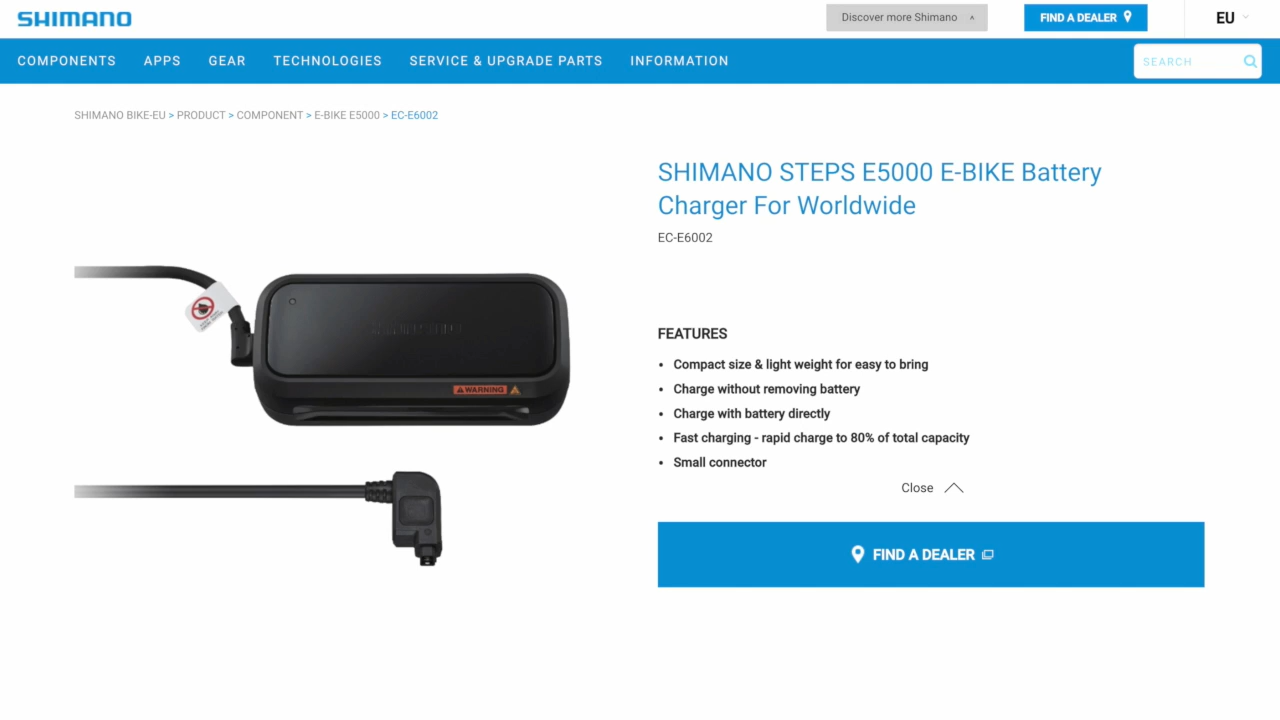 SHIMANO
Discover more Shimano
FIND A DEALER
EU
COMPONENTS APPS GEAR TECHNOLOGIES SERVICE & UPGRADE PARTS INFORMATION
SEARCH
SHIMANO BIKE-EU > PRODUCT > COMPONENT > E-BIKE E5000 > EC-E6002
SHIMANO STEPS E5000 E-BIKE Battery
Charger For Worldwide
EC-E6002
SHIMANO
WARNING
FEATURES
• Compact size & light weight for easy to bring
• Charge without removing battery
• Charge with battery directly
• Fast charging - rapid charge to 80% of total capacity
• Small connector
Close
FIND A DEALER